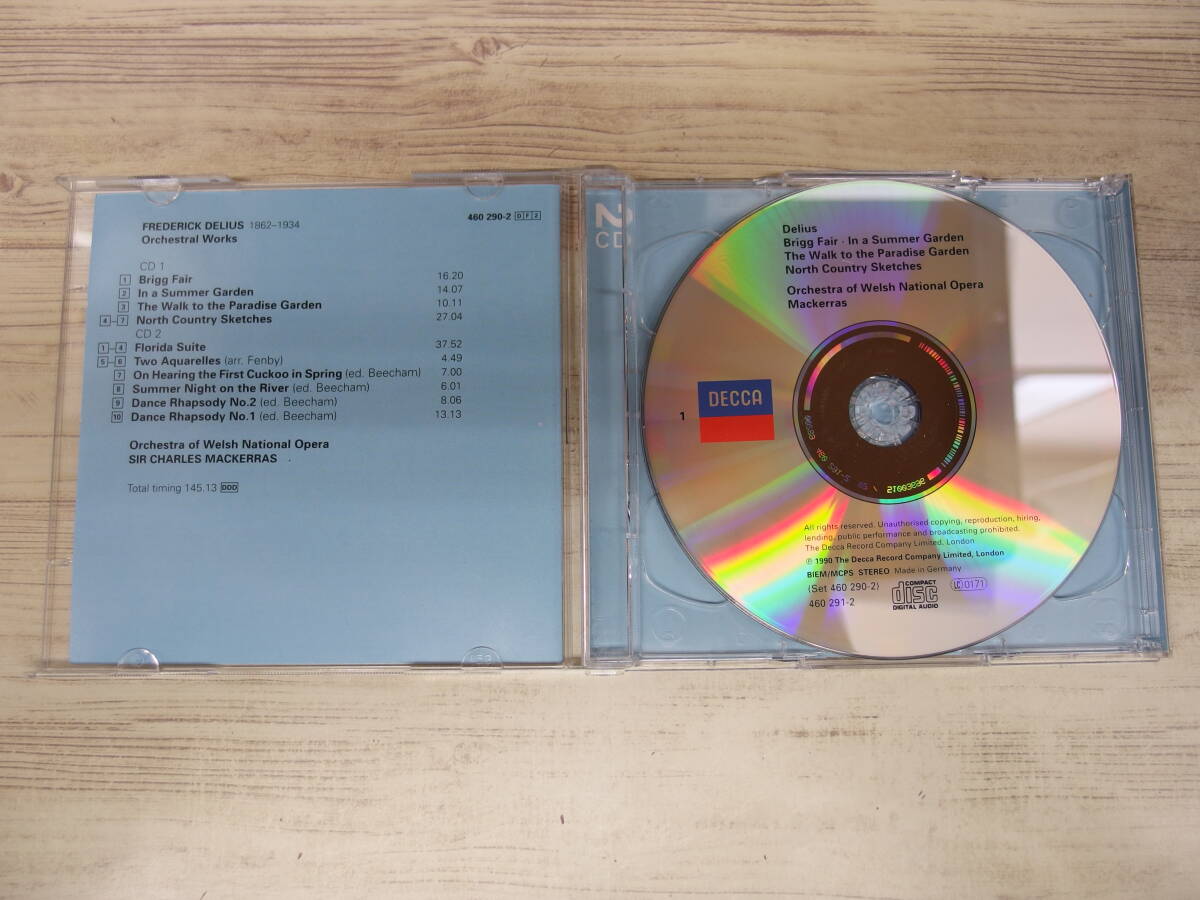 FREDERICK DELIUS 1862–1934
Orchestral Works
460 290-2 D F 2
CD 1
1 Brigg Fair 16.20
2 In a Summer Garden 14.07
3 The Walk to the Paradise Garden 10.11
4–7 North Country Sketches 27.04
CD 2
1–4 Florida Suite 37.52
5–6 Two Aquarelles (arr. Fenby) 4.49
7 On Hearing the First Cuckoo in Spring (ed. Beecham) 7.00
8 Summer Night on the River (ed. Beecham) 6.01
9 Dance Rhapsody No.2 (ed. Beecham) 8.06
10 Dance Rhapsody No.1 (ed. Beecham) 13.13
Orchestra of Welsh National Opera
SIR CHARLES MACKERRAS
Total timing 145.13 DDD
2
CD
Delius
Brigg Fair · In a Summer Garden
The Walk to the Paradise Garden
North Country Sketches
Orchestra of Welsh National Opera
Mackerras
1
DECCA
All rights reserved. Unauthorised copying, reproduction, hiring,
lending, public performance and broadcasting prohibited.
The Decca Record Company Limited, London
℗ 1990 The Decca Record Company Limited, London
BIEM/MCPS STEREO Made in Germany
(Set 460 290-2)
460 291-2
COMPACT
disc
DIGITAL AUDIO
LC 0171